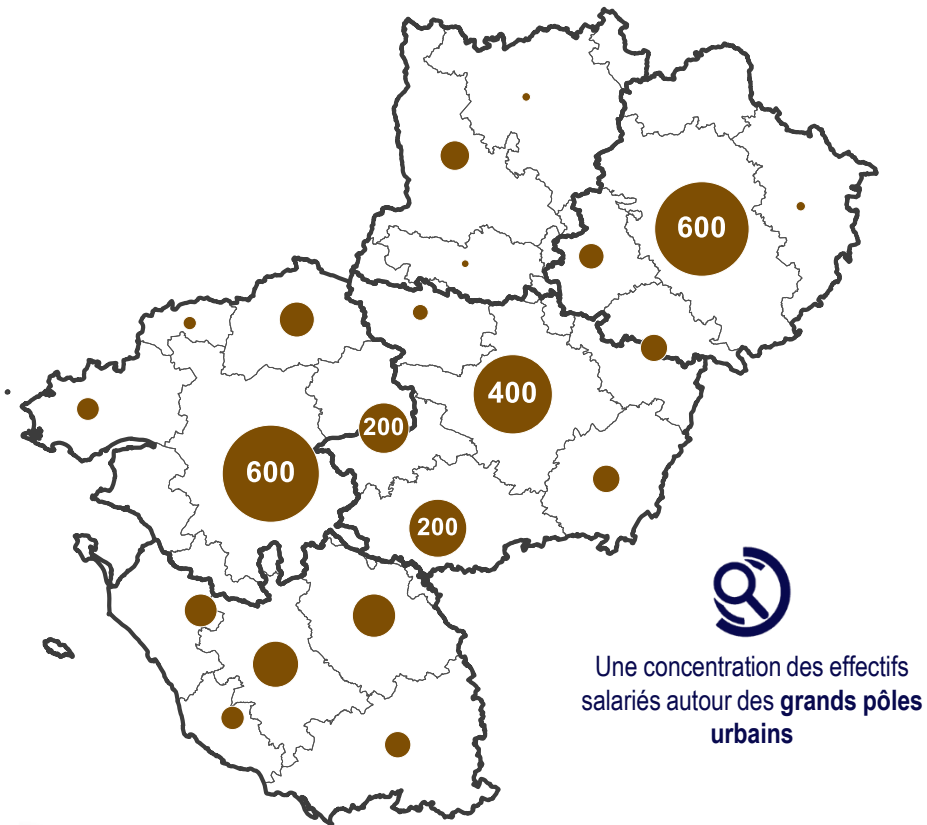 600
400
200
600
200
Une concentration des effectifs
salariés autour des grands pôles
urbains